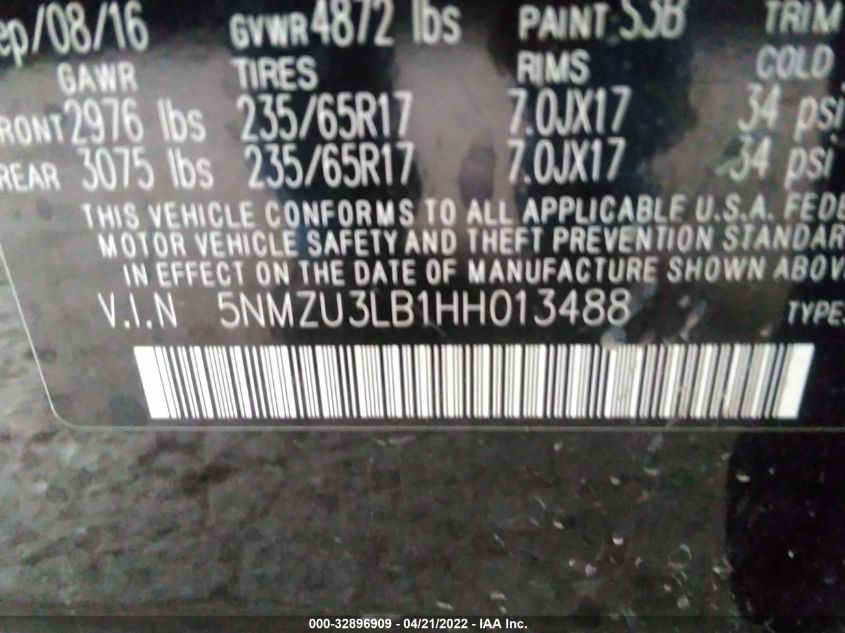 ep/08/16 GVWR 4872 lbs PAINT S3B TRIM
GAWR TIRES RIMS COLD
FRONT 2976 lbs 235/65R17 7.0JX17 34 psi
REAR 3075 lbs 235/65R17 7.0JX17 34 psi
THIS VEHICLE CONFORMS TO ALL APPLICABLE U.S.A. FEDE
MOTOR VEHICLE SAFETY AND THEFT PREVENTION STANDAR
IN EFFECT ON THE DATE OF MANUFACTURE SHOWN ABOV
V.I.N 5NMZU3LB1HH013488 TYPE:
000-32896909 - 04/21/2022 - IAA Inc.